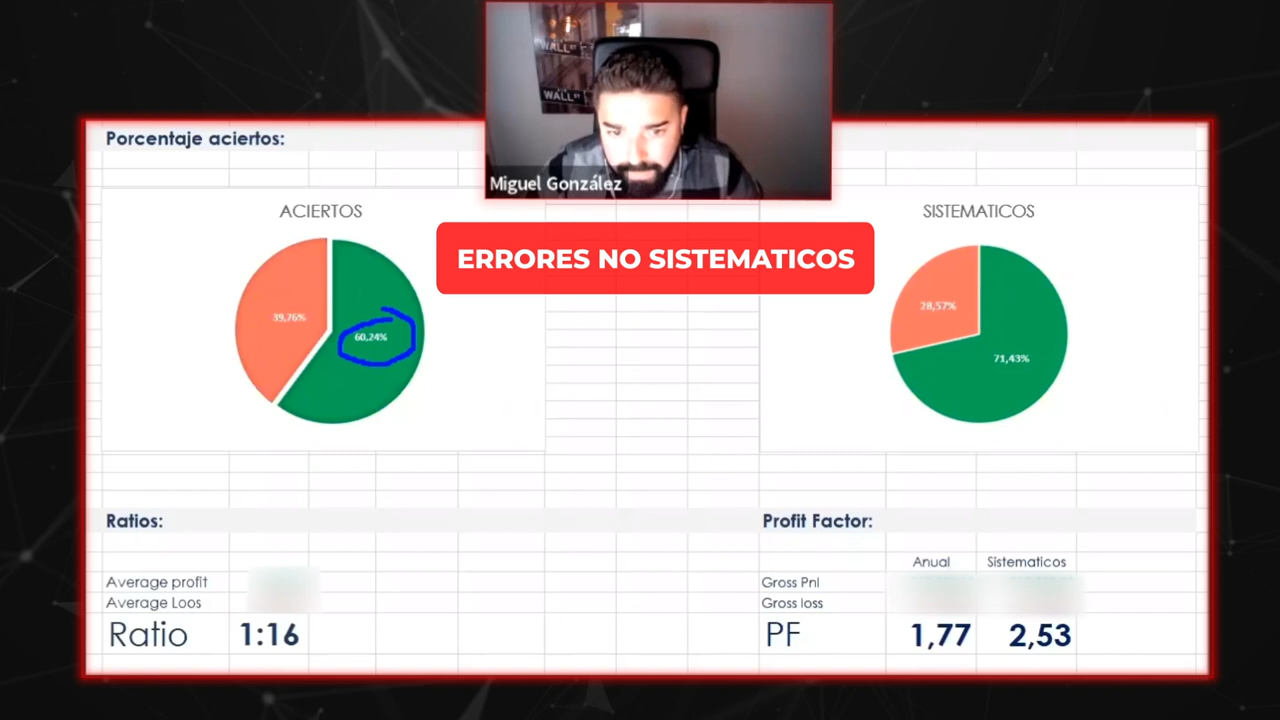 WALL ST
WALL ST
Miguel González
Porcentaje aciertos:
ACIERTOS
SISTEMATICOS
ERRORES NO SISTEMATICOS
39,76%
60,24%
28,57%
71,43%
Ratios:
Profit Factor:
Anual
Sistematicos
Average profit
Gross Pnl
Average Loos
Gross loss
Ratio
1:16
PF
1,77
2,53